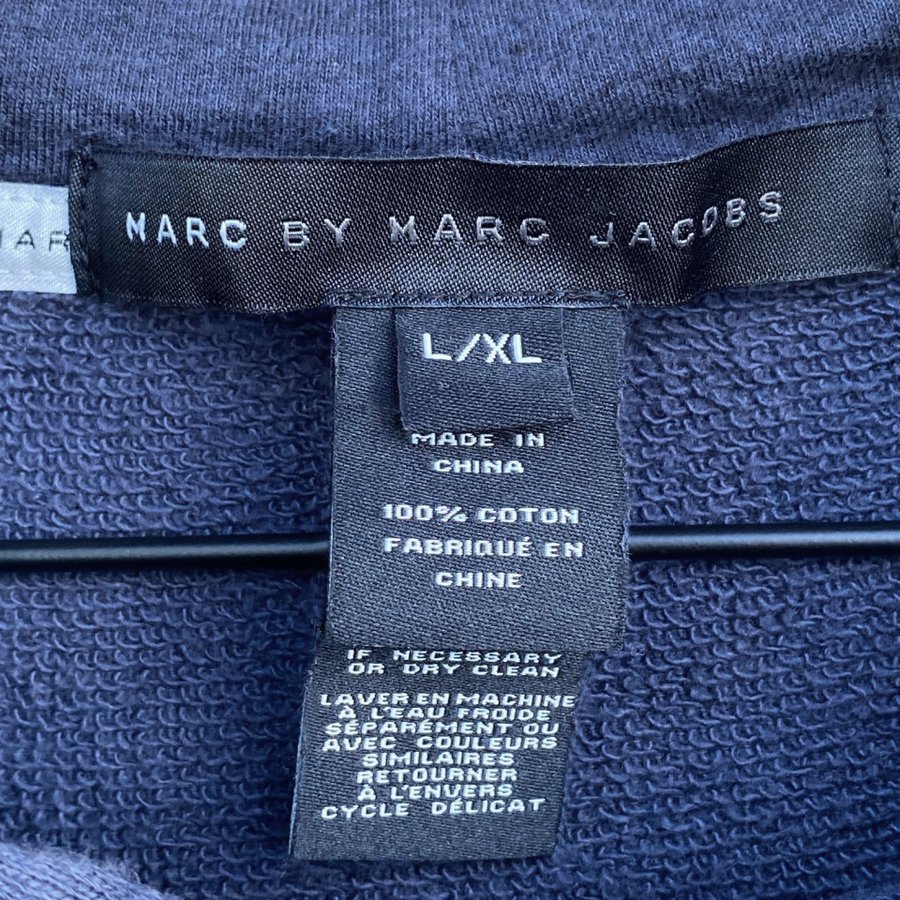 MARC BY MARC JACOBS
L/XL
MADE IN
CHINA
100% COTON
FABRIQUÉ EN
CHINE
IF NECESSARY
OR DRY CLEAN
LAVER EN MACHINE
À L'EAU FROIDE
SÉPARÉMENT OU
AVEC COULEURS
SIMILAIRES
RETOURNER
À L'ENVERS
CYCLE DÉLICAT